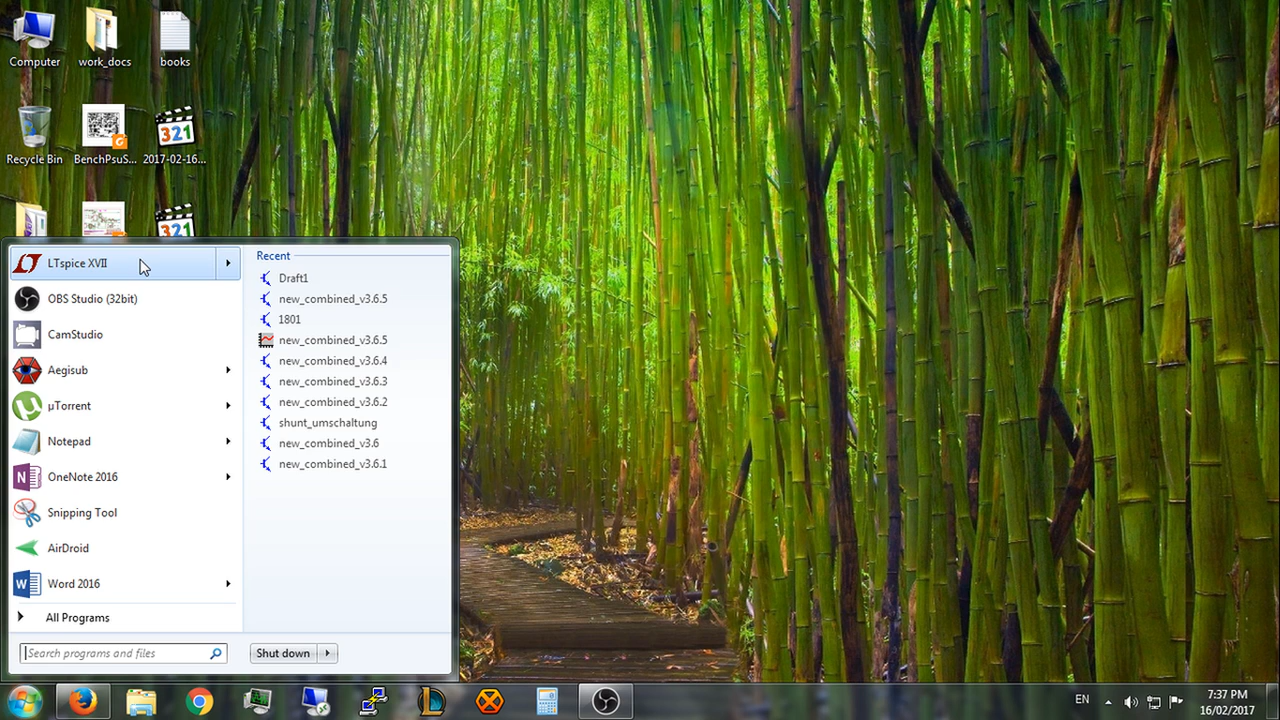 Computer
work_docs
books
Recycle Bin
BenchPsuS...
321
2017-02-16...
321
LTspice XVII
OBS Studio (32bit)
CamStudio
Aegisub
µTorrent
Notepad
OneNote 2016
Snipping Tool
AirDroid
Word 2016
All Programs
Search programs and files
Shut down
Recent
Draft1
new_combined_v3.6.5
1801
new_combined_v3.6.5
new_combined_v3.6.4
new_combined_v3.6.3
new_combined_v3.6.2
shunt_umschaltung
new_combined_v3.6
new_combined_v3.6.1
EN
7:37 PM
16/02/2017